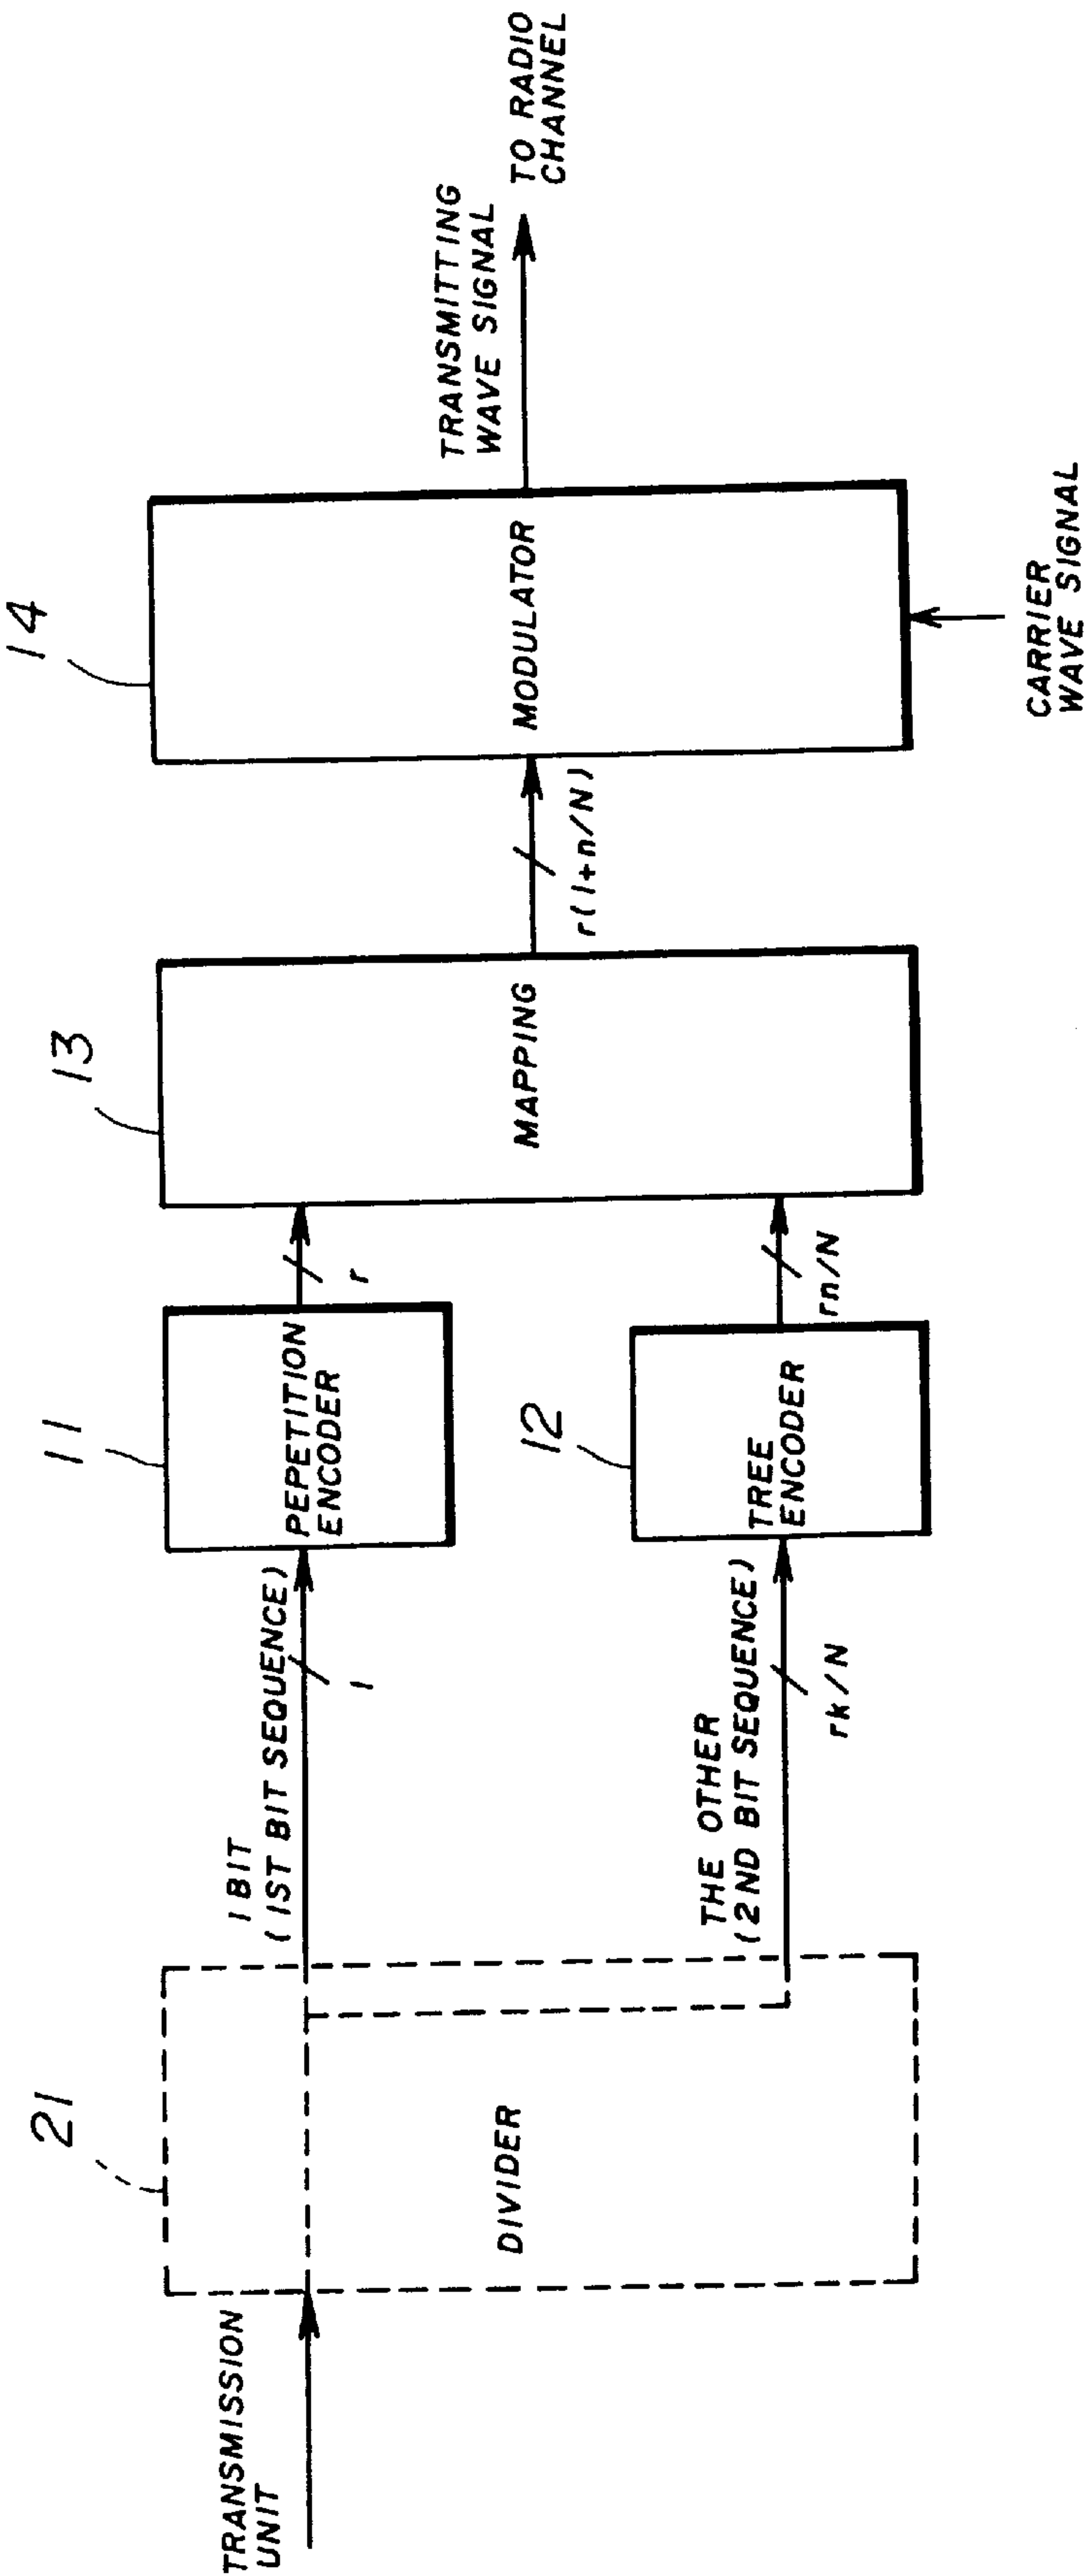 TRANSMISSION
UNIT
21
DIVIDER
1 BIT
(1ST BIT SEQUENCE)
1
THE OTHER
(2ND BIT SEQUENCE)
rk/N
11
PEPETITION
ENCODER
r
12
TREE
ENCODER
rn/N
13
MAPPING
r(1+n/N)
14
MODULATOR
CARRIER
WAVE SIGNAL
TRANSMITTING
WAVE SIGNAL
TO RADIO
CHANNEL